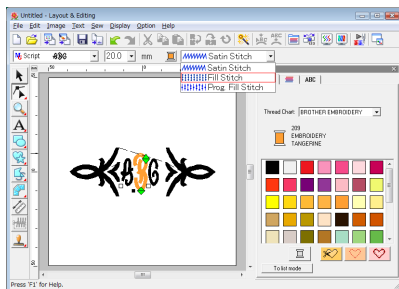 Untitled - Layout & Editing
File Edit Image Text Sew Display Option Help
Script ABG 20.0 mm Satin Stitch
Satin Stitch
Fill Stitch
Prog. Fill Stitch
ABC
Thread Chart: BROTHER EMBROIDERY
209
EMBROIDERY
TANGERINE
To list mode
Press 'F1' for Help.